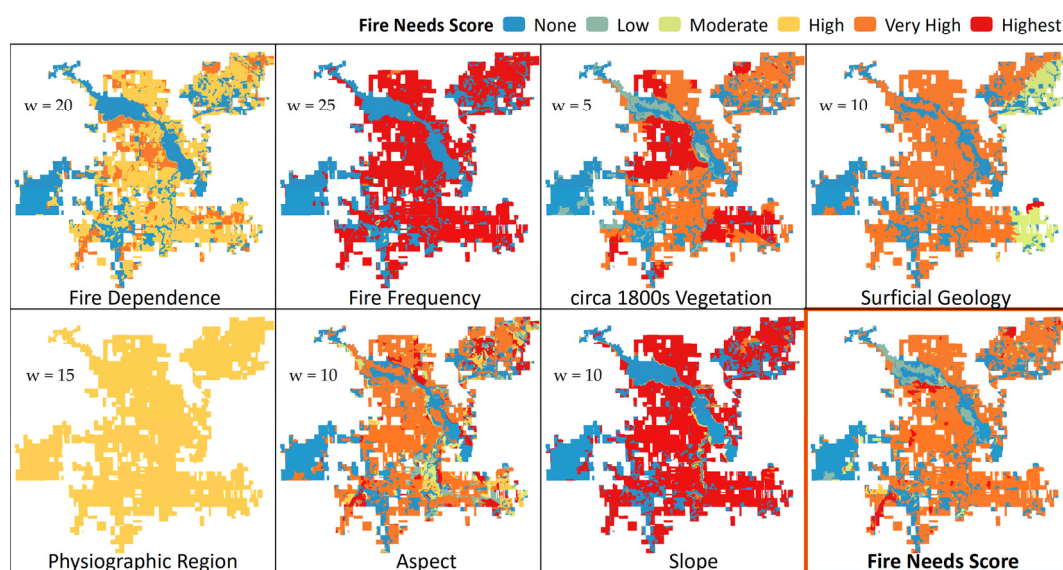 Fire Needs Score None Low Moderate High Very High Highest
w = 20 w = 25 w = 5 w = 10
Fire Dependence Fire Frequency circa 1800s Vegetation Surficial Geology
w = 15 w = 10 w = 10
Physiographic Region Aspect Slope Fire Needs Score